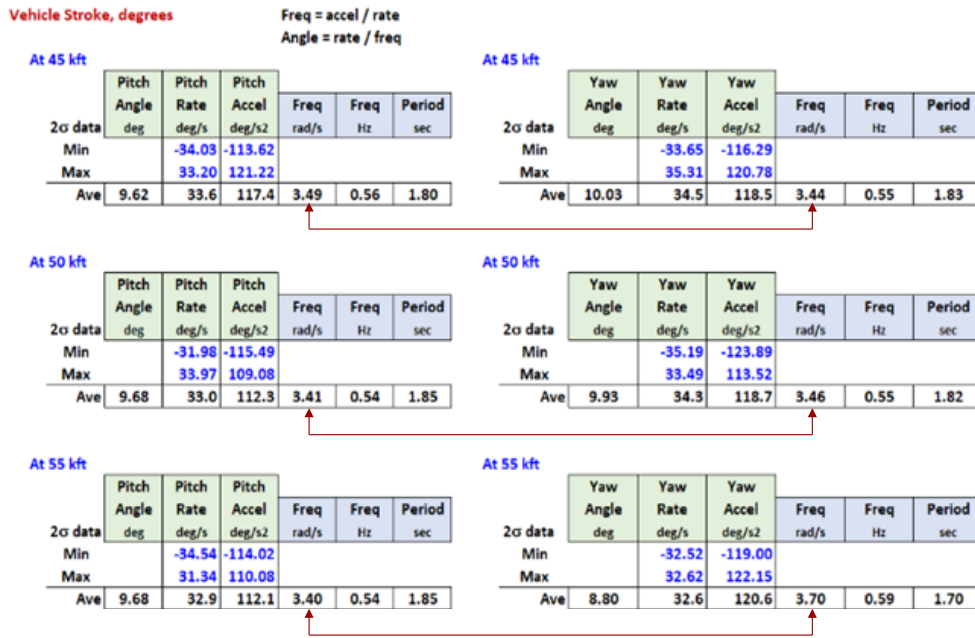 Vehicle Stroke, degrees
Freq = accel / rate
Angle = rate / freq
At 45 kft
Pitch Pitch Pitch
Angle Rate Accel Freq Freq Period
2σ data deg deg/s deg/s2 rad/s Hz sec
Min -34.03 -113.62
Max 33.20 121.22
Ave 9.62 33.6 117.4 3.49 0.56 1.80
At 45 kft
Yaw Yaw Yaw
Angle Rate Accel Freq Freq Period
2σ data deg deg/s deg/s2 rad/s Hz sec
Min -33.65 -116.29
Max 35.31 120.78
Ave 10.03 34.5 118.5 3.44 0.55 1.83
At 50 kft
Pitch Pitch Pitch
Angle Rate Accel Freq Freq Period
2σ data deg deg/s deg/s2 rad/s Hz sec
Min -31.98 -115.49
Max 33.97 109.08
Ave 9.68 33.0 112.3 3.41 0.54 1.85
At 50 kft
Yaw Yaw Yaw
Angle Rate Accel Freq Freq Period
2σ data deg deg/s deg/s2 rad/s Hz sec
Min -35.19 -123.89
Max 33.49 113.52
Ave 9.93 34.3 118.7 3.46 0.55 1.82
At 55 kft
Pitch Pitch Pitch
Angle Rate Accel Freq Freq Period
2σ data deg deg/s deg/s2 rad/s Hz sec
Min -34.54 -114.02
Max 31.34 110.08
Ave 9.68 32.9 112.1 3.40 0.54 1.85
At 55 kft
Yaw Yaw Yaw
Angle Rate Accel Freq Freq Period
2σ data deg deg/s deg/s2 rad/s Hz sec
Min -32.52 -119.00
Max 32.62 122.15
Ave 8.80 32.6 120.6 3.70 0.59 1.70